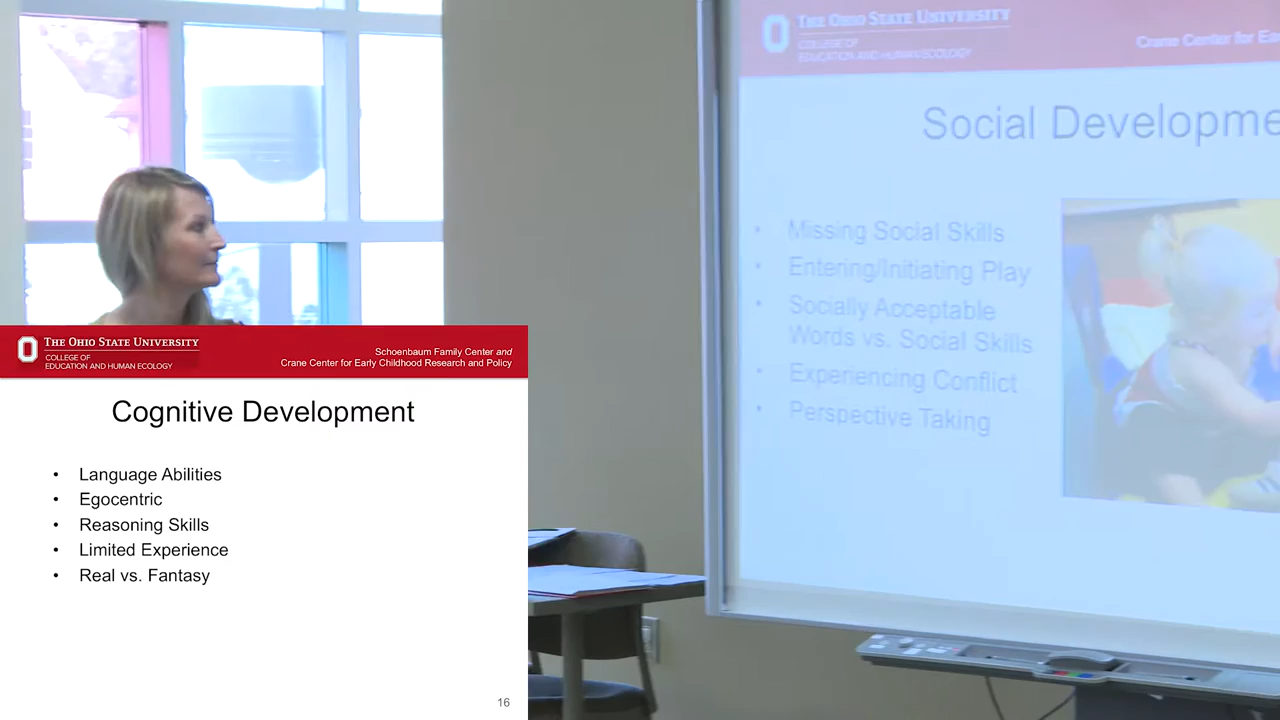 THE OHIO STATE UNIVERSITY
COLLEGE OF
EDUCATION AND HUMAN ECOLOGY
Crane Center for
Social
• Missing Social Skills
• Entering/Initiating Play
• Socially Acceptable
Words vs. Social Skills
• Experiencing Conflict
• Perspective Taking
THE OHIO STATE UNIVERSITY
COLLEGE OF
EDUCATION AND HUMAN ECOLOGY
Schoenbaum Family Center and
Crane Center for Early Childhood Research and Policy
Cognitive Development
• Language Abilities
• Egocentric
• Reasoning Skills
• Limited Experience
• Real vs. Fantasy
16